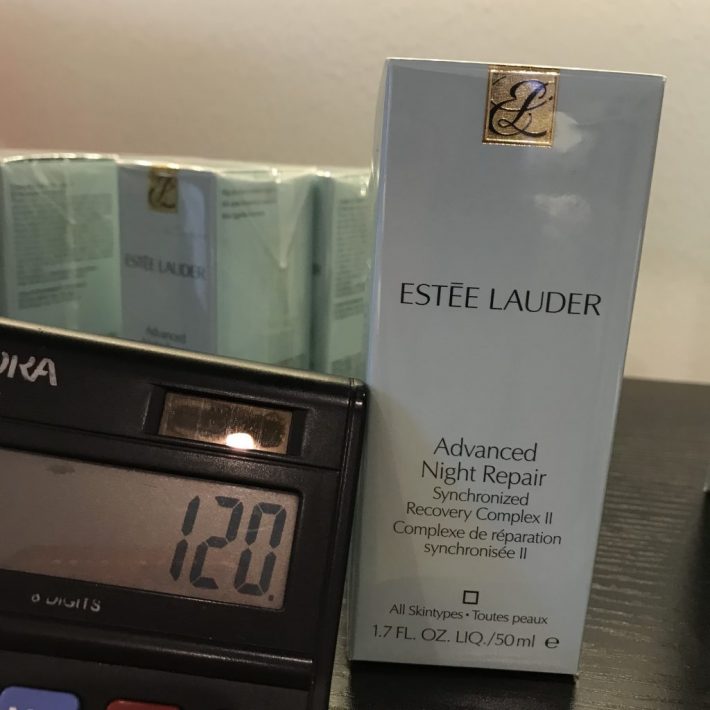 ESTĒE LAUDER
Advanced
Night Repair
Synchronized
Recovery Complex II
Complexe de réparation
synchronisée II
All Skintypes • Toutes peaux
1.7 FL. OZ. LIQ./50 ml e
ESTĒE LAUDER
Advanced
120.
8 DIGITS